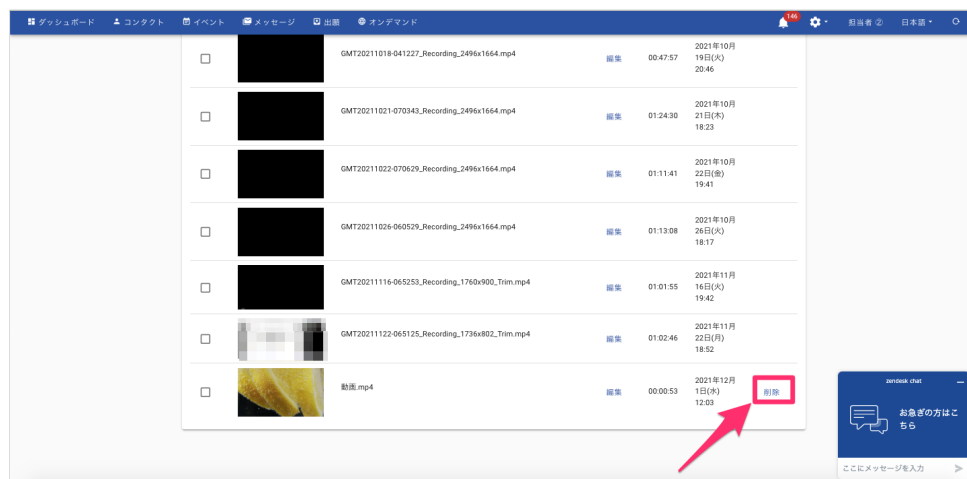 ダッシュボード コンタクト イベント メッセージ 出願 オンデマンド 146 担当者 ② 日本語
GMT20211018-041227_Recording_2496x1664.mp4 編集 00:47:57 2021年10月
19日(火)
20:46
GMT20211021-070343_Recording_2496x1664.mp4 編集 01:24:30 2021年10月
21日(木)
18:23
GMT20211022-070629_Recording_2496x1664.mp4 編集 01:11:41 2021年10月
22日(金)
19:41
GMT20211026-060529_Recording_2496x1664.mp4 編集 01:13:08 2021年10月
26日(火)
18:17
GMT20211116-065253_Recording_1760x900_Trim.mp4 編集 01:01:55 2021年11月
16日(火)
19:42
GMT20211122-065125_Recording_1736x802_Trim.mp4 編集 01:02:46 2021年11月
22日(月)
18:52
動画.mp4 編集 00:00:53 2021年12月
1日(水)
12:03
削除
zendesk chat
お急ぎの方はこ
ちら
ここにメッセージを入力